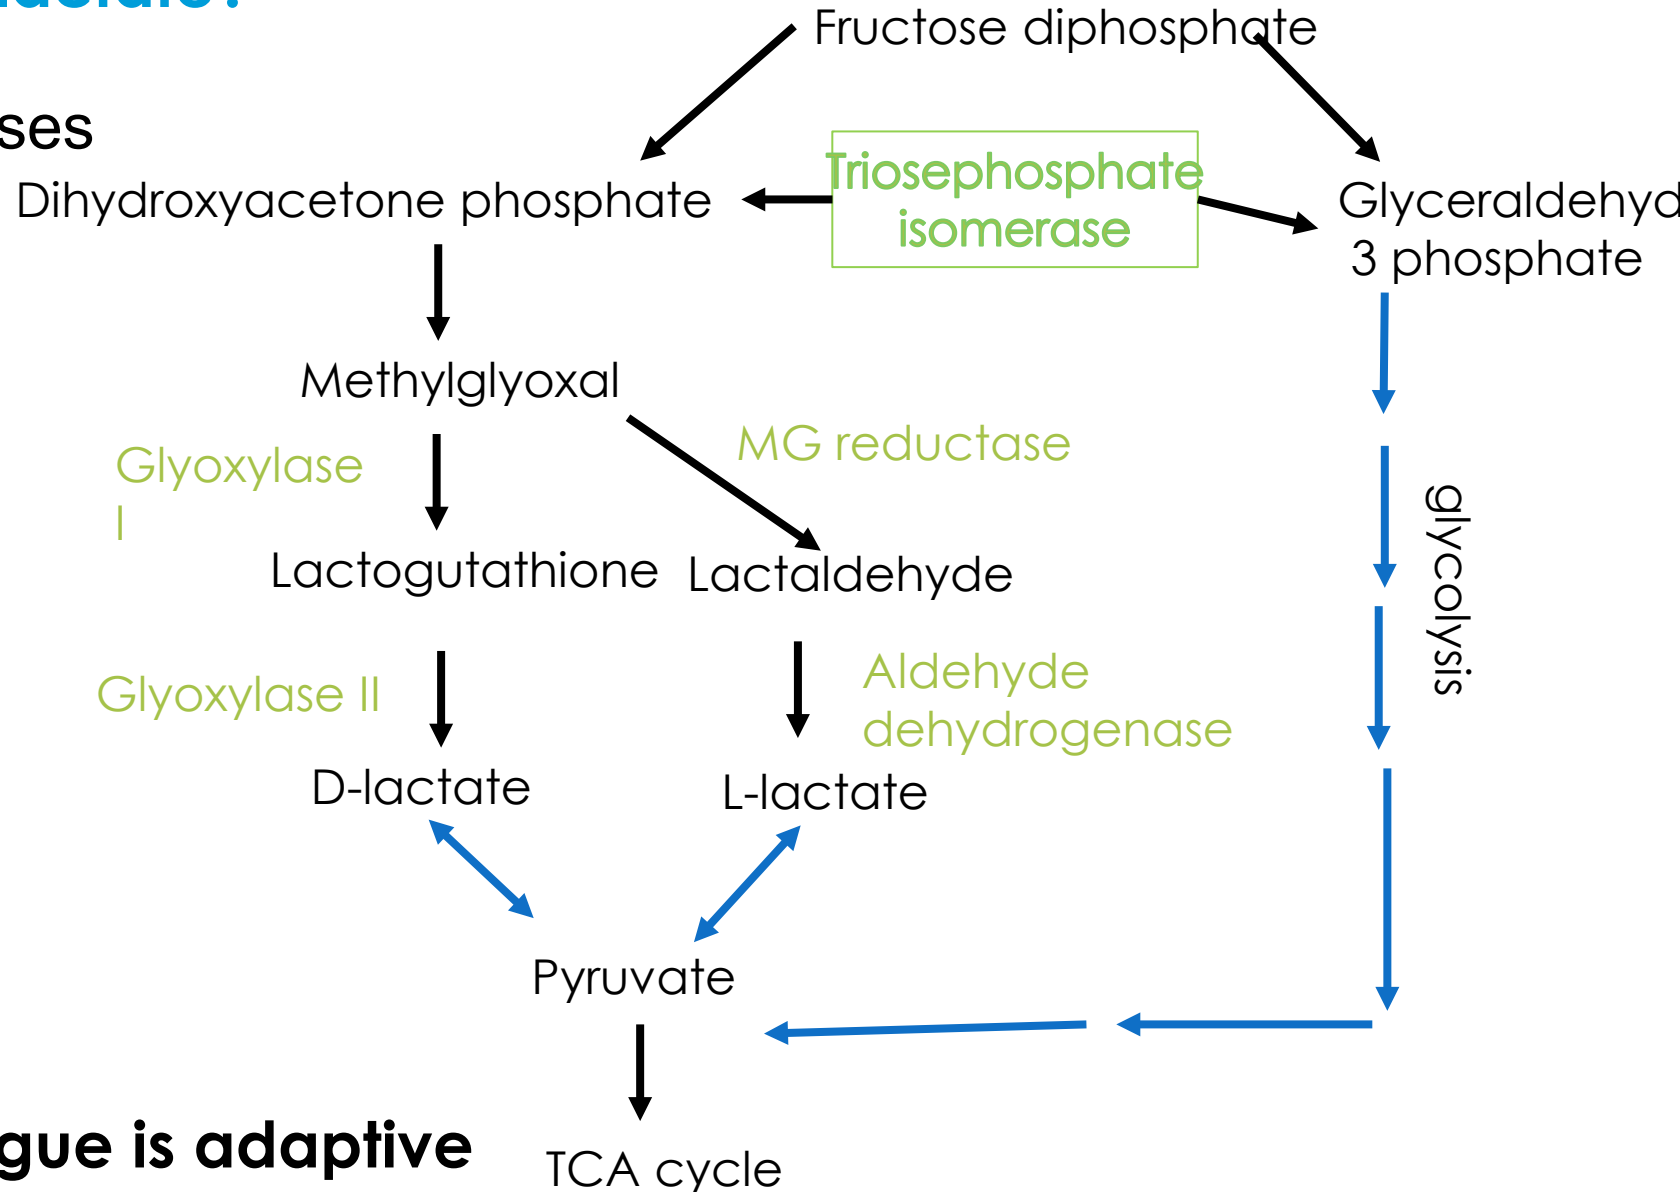 Fructose diphosphate
ses
Dihydroxyacetone phosphate
Triosephosphate
isomerase
Glyceraldehyd
3 phosphate
Methylglyoxal
Glyoxylase
I
MG reductase
glycolysis
Lactogutathione
Lactaldehyde
Glyoxylase II
Aldehyde
dehydrogenase
D-lactate
L-lactate
Pyruvate
gue is adaptive
TCA cycle